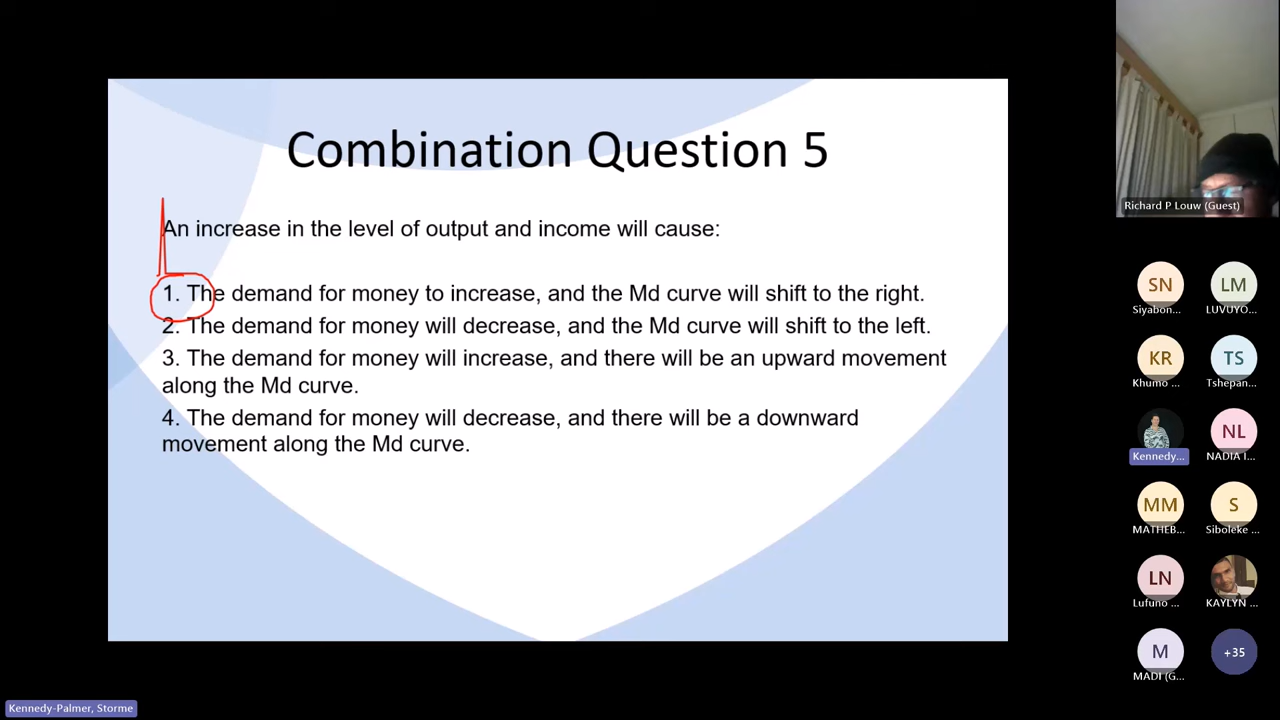 Combination Question 5
An increase in the level of output and income will cause:
1. The demand for money to increase, and the Md curve will shift to the right.
2. The demand for money will decrease, and the Md curve will shift to the left.
3. The demand for money will increase, and there will be an upward movement
along the Md curve.
4. The demand for money will decrease, and there will be a downward
movement along the Md curve.
Richard P Louw (Guest)
SN
LM
Siyabon...
LUVUYO...
KR
TS
Khumo ...
Tshepan...
NL
Kennedy...
NADIA I...
MM
S
MATHEB...
Siboleke ...
LN
Lufuno ...
KAYLYN ...
M
+35
MADI (G...
Kennedy-Palmer, Storme